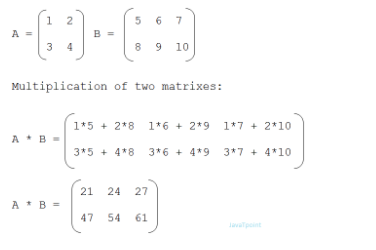 A = 1 2 B = 5 6 7
3 4 8 9 10
Multiplication of two matrixes:
1*5 + 2*8 1*6 + 2*9 1*7 + 2*10
A * B =
3*5 + 4*8 3*6 + 4*9 3*7 + 4*10
21 24 27
A * B =
47 54 61
JavaTpoint